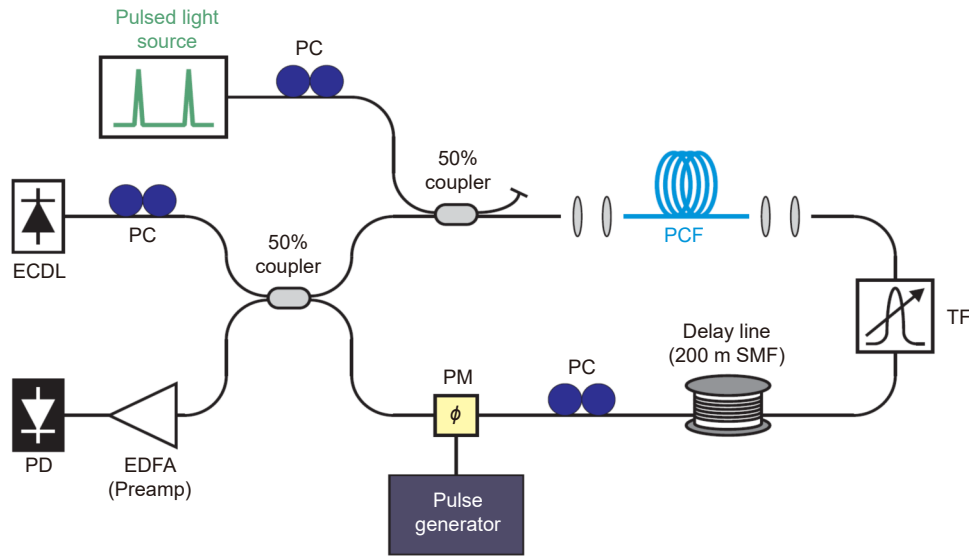 Pulsed light
source
PC
50%
coupler
PC
ECDL
50%
coupler
PCF
TF
Delay line
(200 m SMF)
PC
PM
ϕ
PD
EDFA
(Preamp)
Pulse
generator